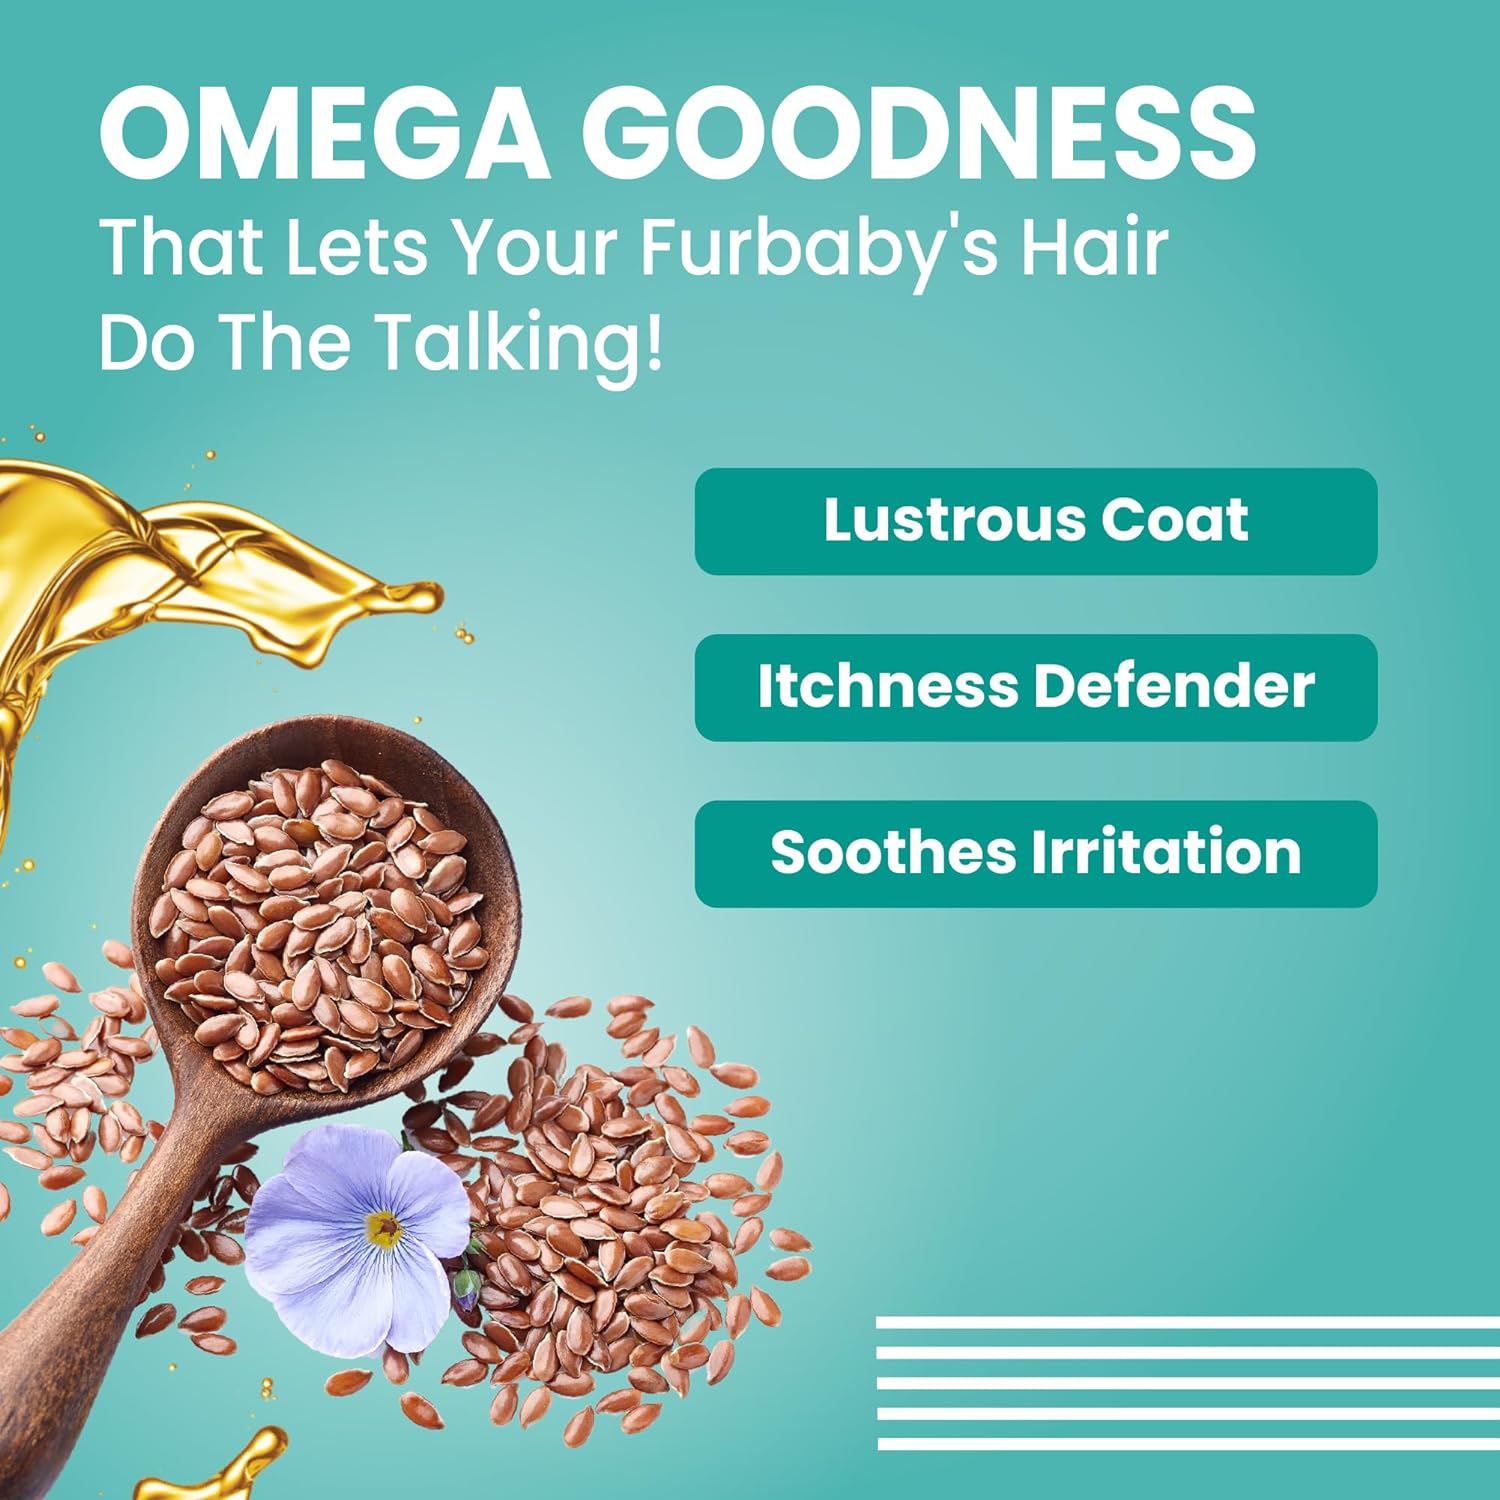 OMEGA GOODNESS
That Lets Your Furbaby's Hair
Do The Talking!
Lustrous Coat
Itchness Defender
Soothes Irritation